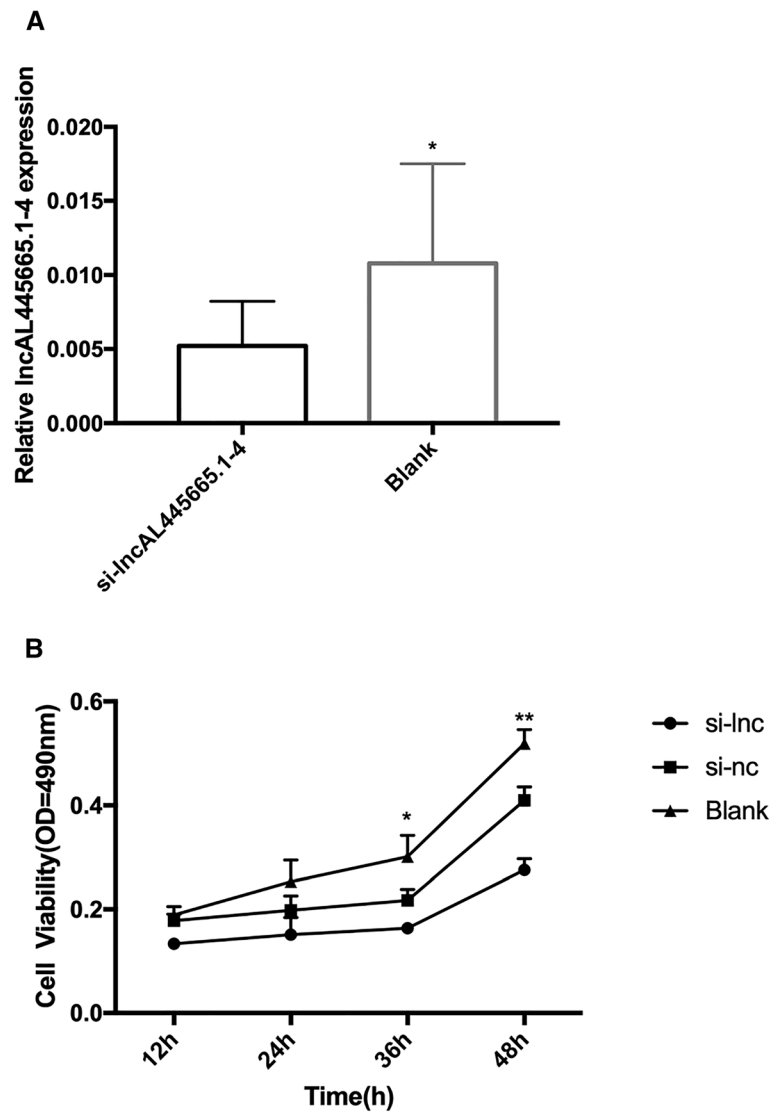 A
Relative lncAL445665.1-4 expression
0.020
0.015
0.010
0.005
0.000
*
si-lncAL445665.1-4
Blank
B
Cell Viability(OD=490nm)
0.6
0.4
0.2
0.0
*
**
12h
24h
36h
48h
Time(h)
si-lnc
si-nc
Blank